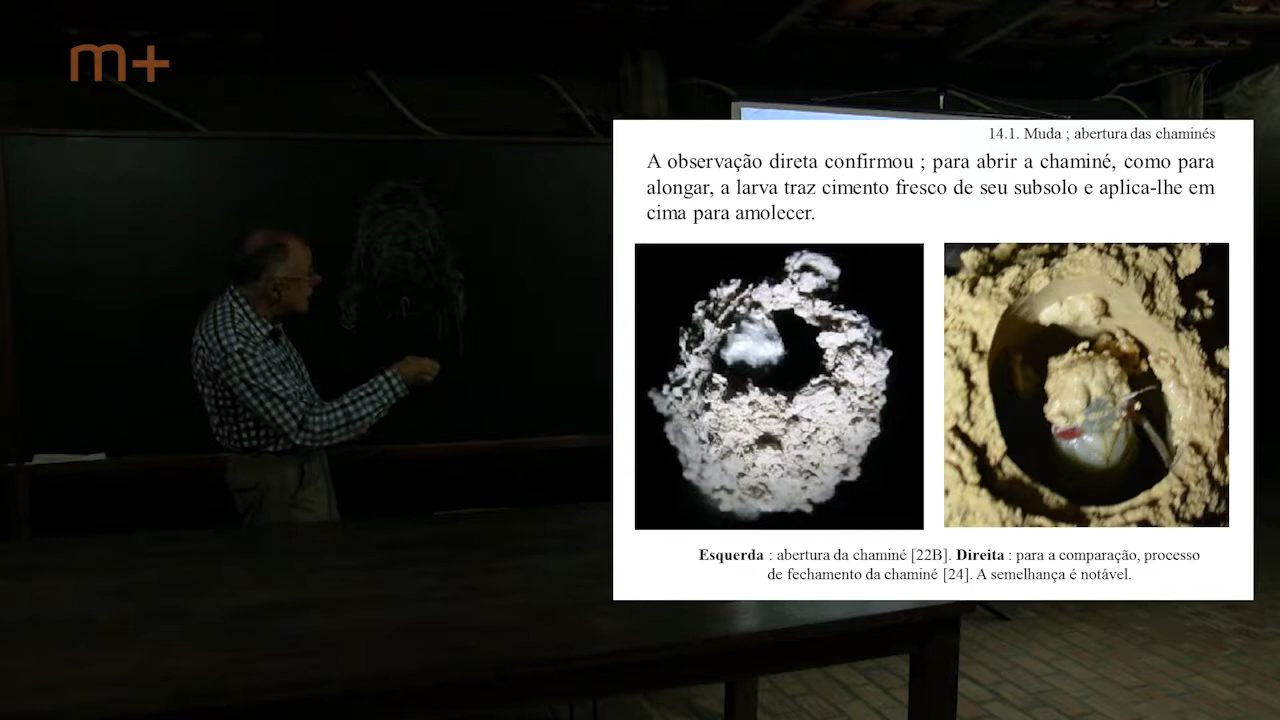 m+
14.1. Muda ; abertura das chaminés
A observação direta confirmou ; para abrir a chaminé, como para
alongar, a larva traz cimento fresco de seu subsolo e aplica-lhe em
cima para amolecer.
Esquerda : abertura da chaminé [22B]. Direita : para a comparação, processo
de fechamento da chaminé [24]. A semelhança é notável.